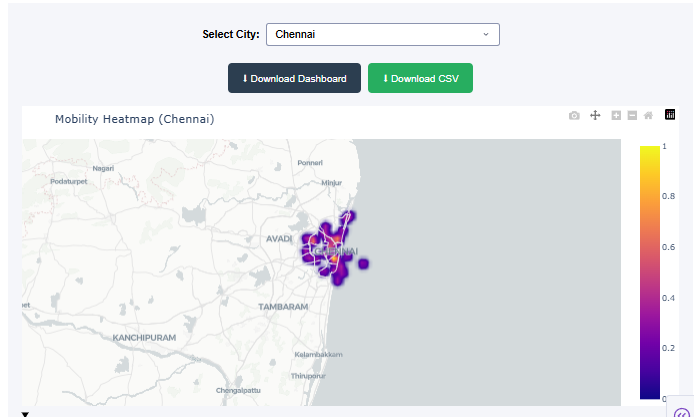 Select City: Chennai
⬇ Download Dashboard ⬇ Download CSV
Mobility Heatmap (Chennai)
1
0.8
0.6
0.4
0.2
0
Ponneri
Nagari
Podaturpet
Minjur
AVADI
CHENNAI
TAMBARAM
KANCHIPURAM
Kelambakkam
Thiruporur
Chengalpattu